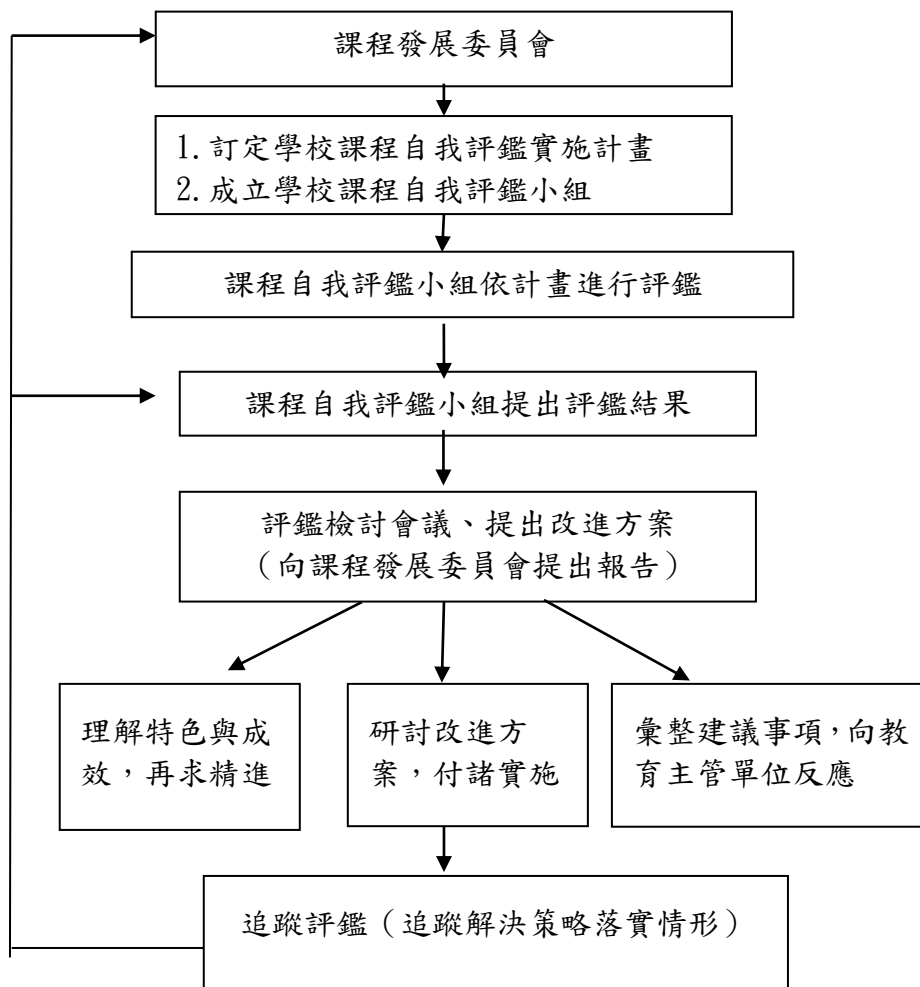 課程發展委員會
1.訂定學校課程自我評鑑實施計畫
2.成立學校課程自我評鑑小組
課程自我評鑑小組依計畫進行評鑑
課程自我評鑑小組提出評鑑結果
評鑑檢討會議、提出改進方案
（向課程發展委員會提出報告）
理解特色與成
效，再求精進
研討改進方
案，付諸實施
彙整建議事項，向教
育主管單位反應
追蹤評鑑（追蹤解決策略落實情形）